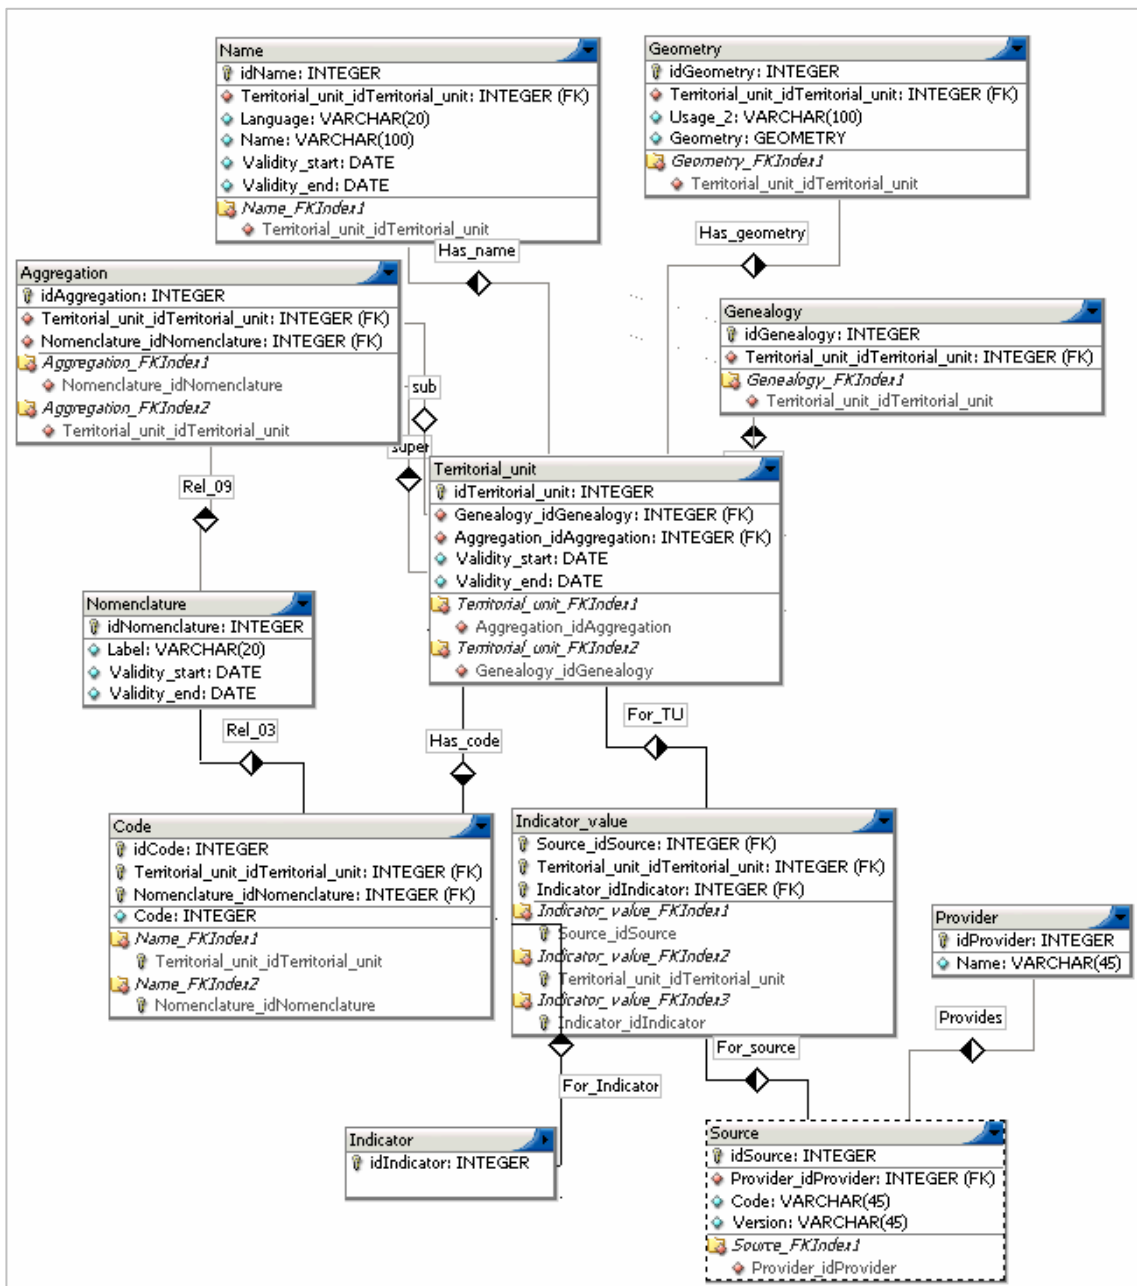 Name
idName: INTEGER
Territorial_unit_idTerritorial_unit: INTEGER (FK)
Language: VARCHAR(20)
Name: VARCHAR(100)
Validity_start: DATE
Validity_end: DATE
Name_FKIndex1
Territorial_unit_idTerritorial_unit
Geometry
idGeometry: INTEGER
Territorial_unit_idTerritorial_unit: INTEGER (FK)
Usage_2: VARCHAR(100)
Geometry: GEOMETRY
Geometry_FKIndex1
Territorial_unit_idTerritorial_unit
Has_name
Has_geometry
Aggregation
idAggregation: INTEGER
Territorial_unit_idTerritorial_unit: INTEGER (FK)
Nomenclature_idNomenclature: INTEGER (FK)
Aggregation_FKIndex1
Nomenclature_idNomenclature
Aggregation_FKIndex2
Territorial_unit_idTerritorial_unit
Genealogy
idGenealogy: INTEGER
Territorial_unit_idTerritorial_unit: INTEGER (FK)
Genealogy_FKIndex1
Territorial_unit_idTerritorial_unit
sub
super
Rel_09
Territorial_unit
idTerritorial_unit: INTEGER
Genealogy_idGenealogy: INTEGER (FK)
Aggregation_idAggregation: INTEGER (FK)
Validity_start: DATE
Validity_end: DATE
Territorial_unit_FKIndex1
Aggregation_idAggregation
Territorial_unit_FKIndex2
Genealogy_idGenealogy
Nomenclature
idNomenclature: INTEGER
Label: VARCHAR(20)
Validity_start: DATE
Validity_end: DATE
Rel_03
Has_code
For_TU
Code
idCode: INTEGER
Territorial_unit_idTerritorial_unit: INTEGER (FK)
Nomenclature_idNomenclature: INTEGER (FK)
Code: INTEGER
Name_FKIndex1
Territorial_unit_idTerritorial_unit
Name_FKIndex2
Nomenclature_idNomenclature
Indicator_value
Source_idSource: INTEGER (FK)
Territorial_unit_idTerritorial_unit: INTEGER (FK)
Indicator_idIndicator: INTEGER (FK)
Indicator_value_FKIndex1
Source_idSource
Indicator_value_FKIndex2
Territorial_unit_idTerritorial_unit
Indicator_value_FKIndex3
Indicator_idIndicator
Provider
idProvider: INTEGER
Name: VARCHAR(45)
Provides
For_source
For_Indicator
Indicator
idIndicator: INTEGER
Source
idSource: INTEGER
Provider_idProvider: INTEGER (FK)
Code: VARCHAR(45)
Version: VARCHAR(45)
Source_FKIndex1
Provider_idProvider